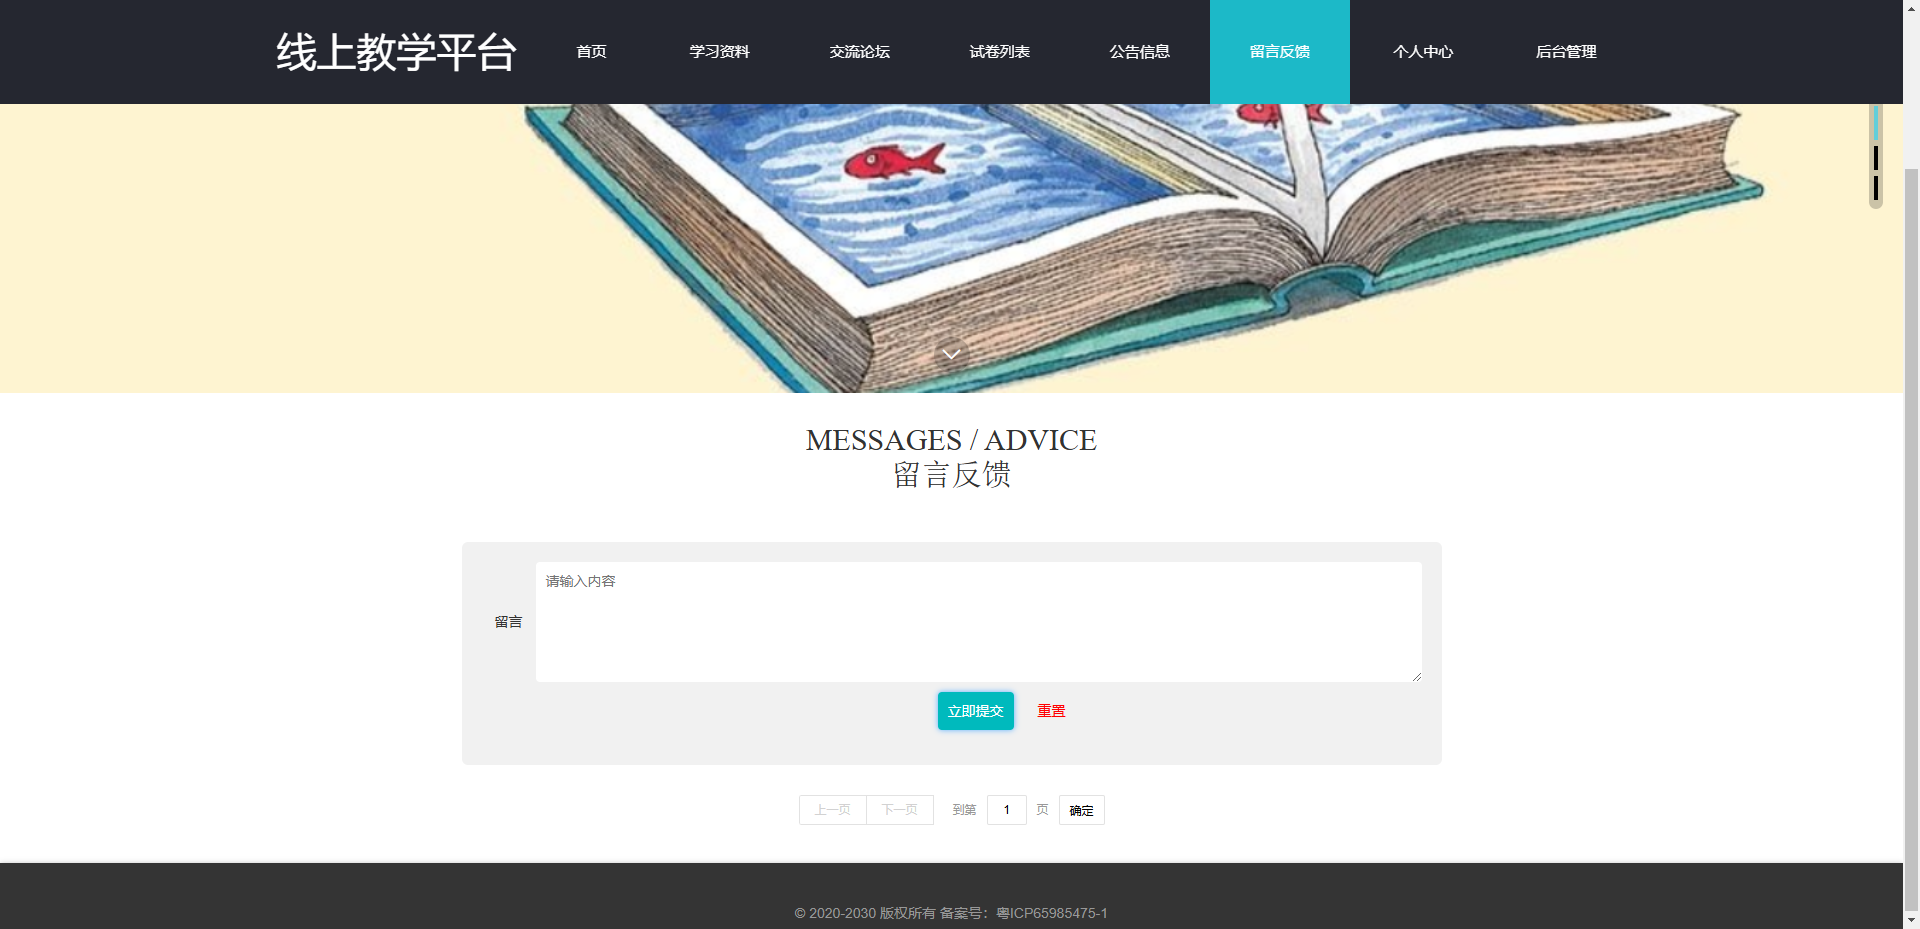 线上教学平台 首页 学习资料 交流论坛 试卷列表 公告信息 留言反馈 个人中心 后台管理
MESSAGES / ADVICE
留言反馈
请输入内容
留言
立即提交 重置
上一页 下一页 到第 1 页 确定
© 2020-2030 版权所有 备案号：粤ICP65985475-1